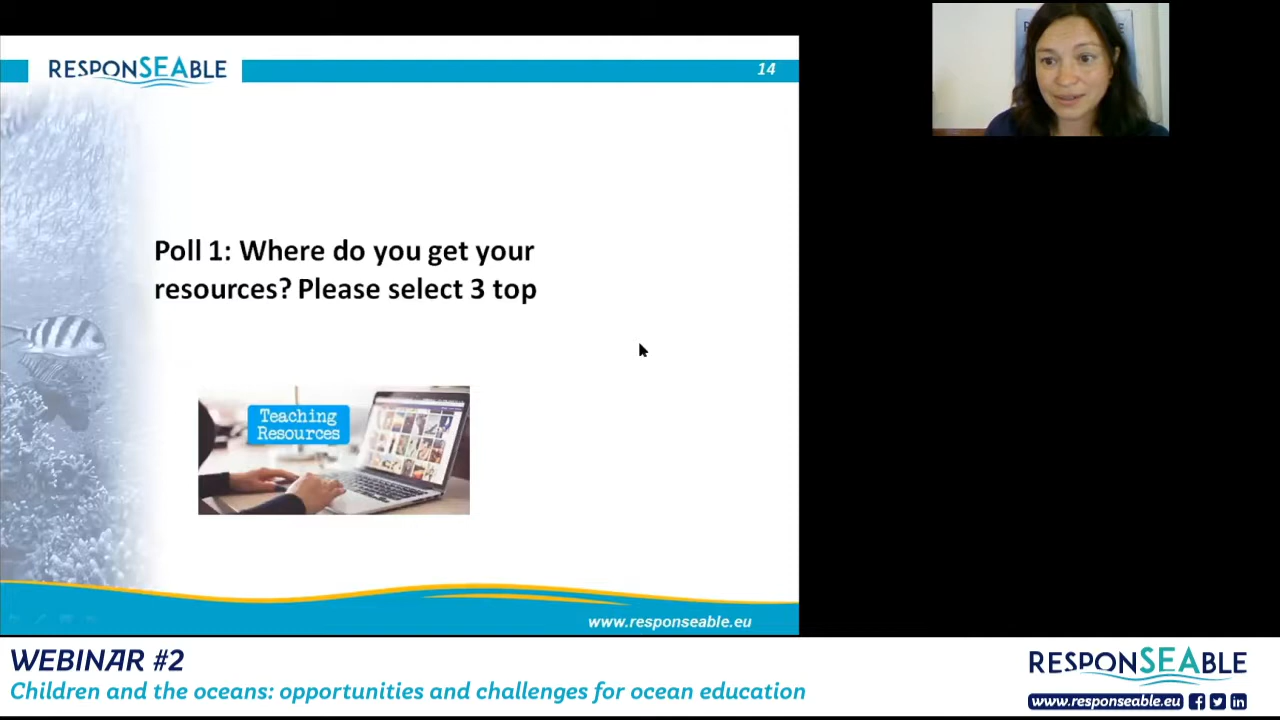 RESPONSEABLE
14
Poll 1: Where do you get your
resources? Please select 3 top
Teaching
Resources
www.responseable.eu
WEBINAR #2
Children and the oceans: opportunities and challenges for ocean education
RESPONSEABLE
www.responseable.eu